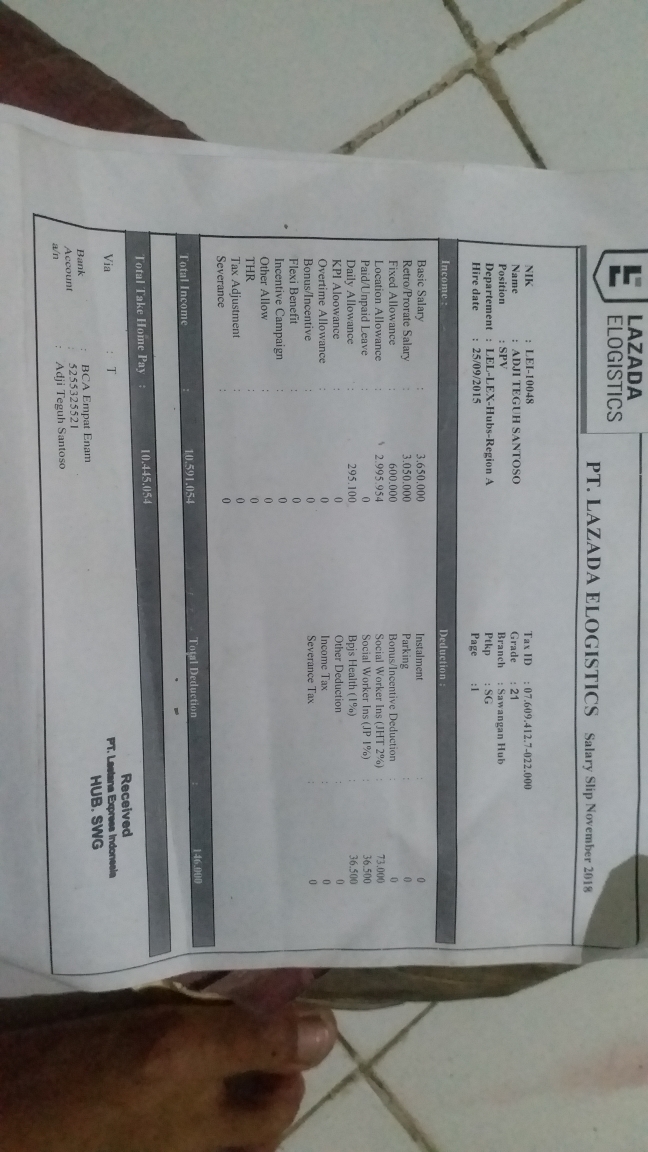 LAZADA
ELOGISTICS
PT. LAZADA ELOGISTICS Salary Slip November 2018
NIK : LEI-10048
Name : ADJI TEGUH SANTOSO
Position : SPV
Departement : LEI-LEX-Hubs-Region A
Hire date : 25/09/2015
Tax ID : 07.609.412.7-022.000
Grade : 21
Branch : Sawangan Hub
Ptkp : SG
Page :1
Income : Deduction :
Basic Salary : 3.650.000 Instalment : 0
Retro/Prorate Salary : 3.050.000 Parking : 0
Fixed Allowance : 600.000 Bonus/Incentive Deduction : 0
Location Allowance : 2.995.954 Social Worker Ins (JHT 2%) : 73.000
Paid/Unpaid Leave : 0 Social Worker Ins (JP 1%) : 36.500
Daily Allowance : 295.100 Bpjs Health (1%) : 36.500
KPI Aloowance : 0 Other Deduction : 0
Overtime Allowance : 0 Income Tax : 0
Bonus/Incentive : 0 Severance Tax : 0
Flexi Benefit : 0
Incentive Campaign : 0
Other Allow : 0
THR : 0
Tax Adjustment : 0
Severance : 0
Total Income : 10.591.054 Total Deduction : 146.000
Total Take Home Pay : 10.445.054
Via : T
Bank : BCA Empat Enam
Account : 5255325521
a/n : Adji Teguh Santoso
Received
PT. Lestana Express Indonesia
HUB. SWG